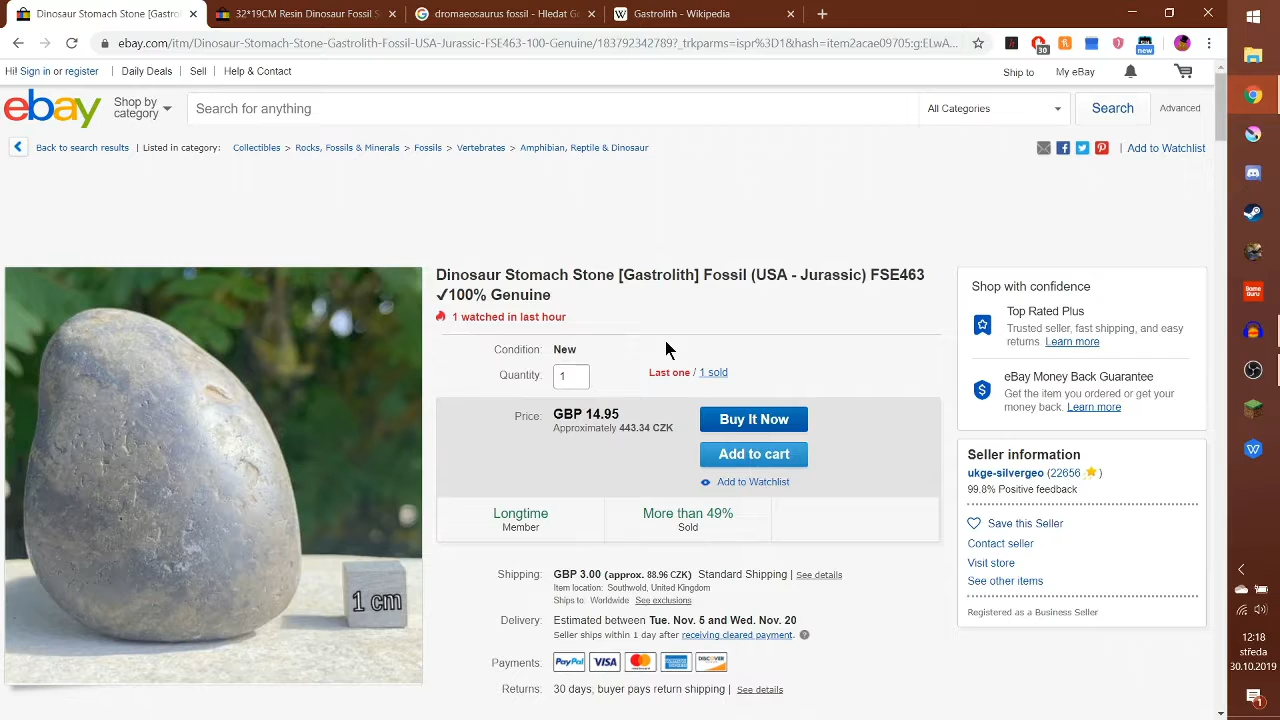 Dinosaur Stomach Stone [Gastrol
32*19CM Resin Dinosaur Fossil S
dromeosaurus fossil - Hledat G
Gastrolith - Wikipedia
ebay.com/itm/Dinosaur-Stomach-Stone-Gastrolith-Fossil-USA-Jurassic-FSE463-100-Genuine/183792342789?_trkparms=ispr%3D1&hash=item2acae09705:g:ELwA...
30
new
Hi! Sign in or register | Daily Deals | Sell | Help & Contact
Ship to My eBay
ebay Shop by category
Search for anything
All Categories
Search
Advanced
Back to search results | Listed in category: Collectibles > Rocks, Fossils & Minerals > Fossils > Vertebrates > Amphibian, Reptile & Dinosaur
| Add to Watchlist
Dinosaur Stomach Stone [Gastrolith] Fossil (USA - Jurassic) FSE463
✓100% Genuine
1 watched in last hour
Condition: New
Quantity: 1
Last one / 1 sold
Price: GBP 14.95
Approximately 443.34 CZK
Buy It Now
Add to cart
Add to Watchlist
Longtime
Member
More than 49%
Sold
Shipping: GBP 3.00 (approx. 88.96 CZK) Standard Shipping | See details
Item location: Southwold, United Kingdom
Ships to: Worldwide See exclusions
Delivery: Estimated between Tue. Nov. 5 and Wed. Nov. 20
Seller ships within 1 day after receiving cleared payment.
Payments: PayPal VISA MasterCard AMERICAN EXPRESS DISCOVER
Returns: 30 days, buyer pays return shipping | See details
1 cm
Shop with confidence
Top Rated Plus
Trusted seller, fast shipping, and easy
returns. Learn more
eBay Money Back Guarantee
Get the item you ordered or get your
money back. Learn more
Seller information
ukge-silvergeo (22656 )
99.8% Positive feedback
Save this Seller
Contact seller
Visit store
See other items
Registered as a Business Seller
12:18
středa
30.10.2019
1